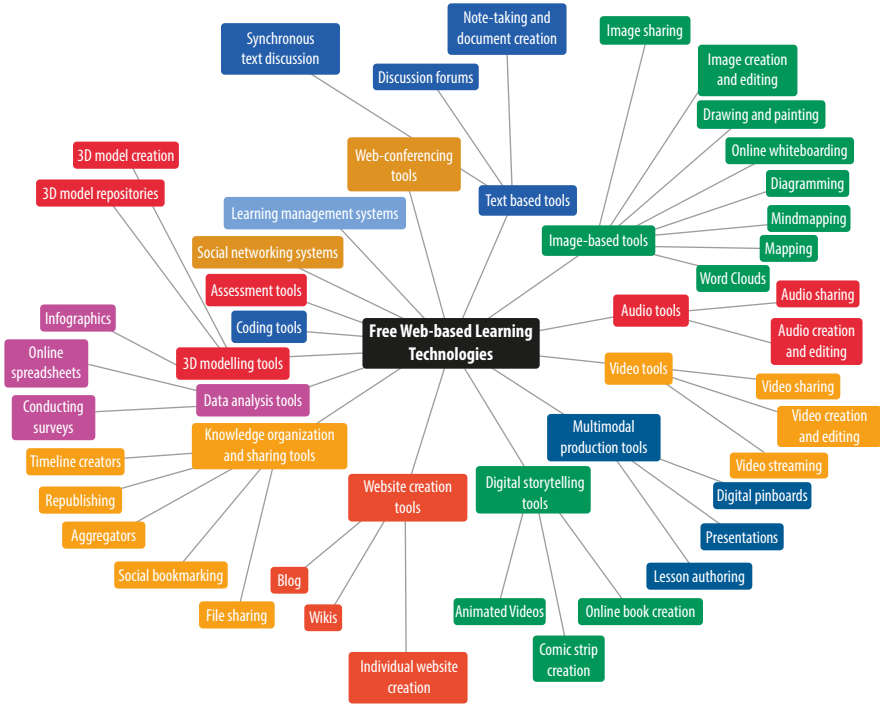 Synchronous
text discussion
Note-taking and
document creation
Discussion forums
Image sharing
Image creation
and editing
Drawing and painting
Online whiteboarding
Diagramming
Mindmapping
Mapping
Word Clouds
Web-conferencing
tools
Text based tools
Image-based tools
3D model creation
3D model repositories
Learning management systems
Social networking systems
Assessment tools
Coding tools
3D modelling tools
Free Web-based Learning
Technologies
Audio tools
Audio sharing
Audio creation
and editing
Video tools
Video sharing
Video creation
and editing
Video streaming
Infographics
Online
spreadsheets
Conducting
surveys
Data analysis tools
Knowledge organization
and sharing tools
Timeline creators
Republishing
Aggregators
Social bookmarking
File sharing
Website creation
tools
Blog
Wikis
Individual website
creation
Digital storytelling
tools
Animated Videos
Comic strip
creation
Online book creation
Multimodal
production tools
Digital pinboards
Presentations
Lesson authoring